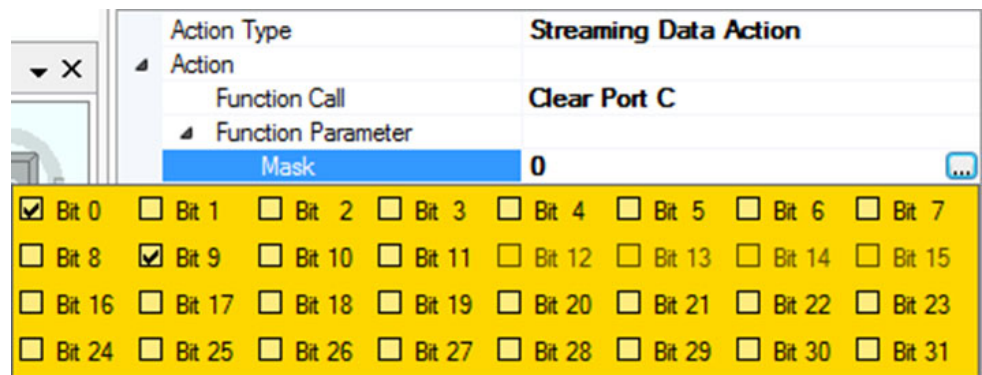 Action Type Streaming Data Action
Action
Function Call Clear Port C
Function Parameter
Mask 0 ...
Bit 0 Bit 1 Bit 2 Bit 3 Bit 4 Bit 5 Bit 6 Bit 7
Bit 8 Bit 9 Bit 10 Bit 11 Bit 12 Bit 13 Bit 14 Bit 15
Bit 16 Bit 17 Bit 18 Bit 19 Bit 20 Bit 21 Bit 22 Bit 23
Bit 24 Bit 25 Bit 26 Bit 27 Bit 28 Bit 29 Bit 30 Bit 31